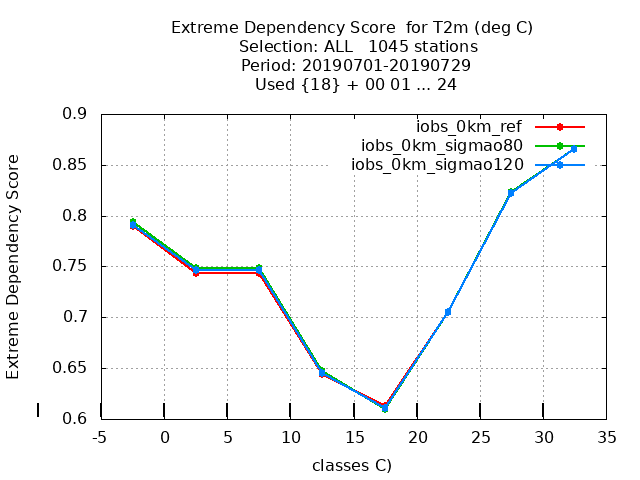 Extreme Dependency Score  for T2m (deg C)
Selection: ALL   1045 stations
Period: 20190701-20190729
Used {18} + 00 01 ... 24
iobs_0km_ref
iobs_0km_sigmao80
iobs_0km_sigmao120
Extreme Dependency Score
0.9
0.85
0.8
0.75
0.7
0.65
0.6
-5 0 5 10 15 20 25 30 35
classes C)